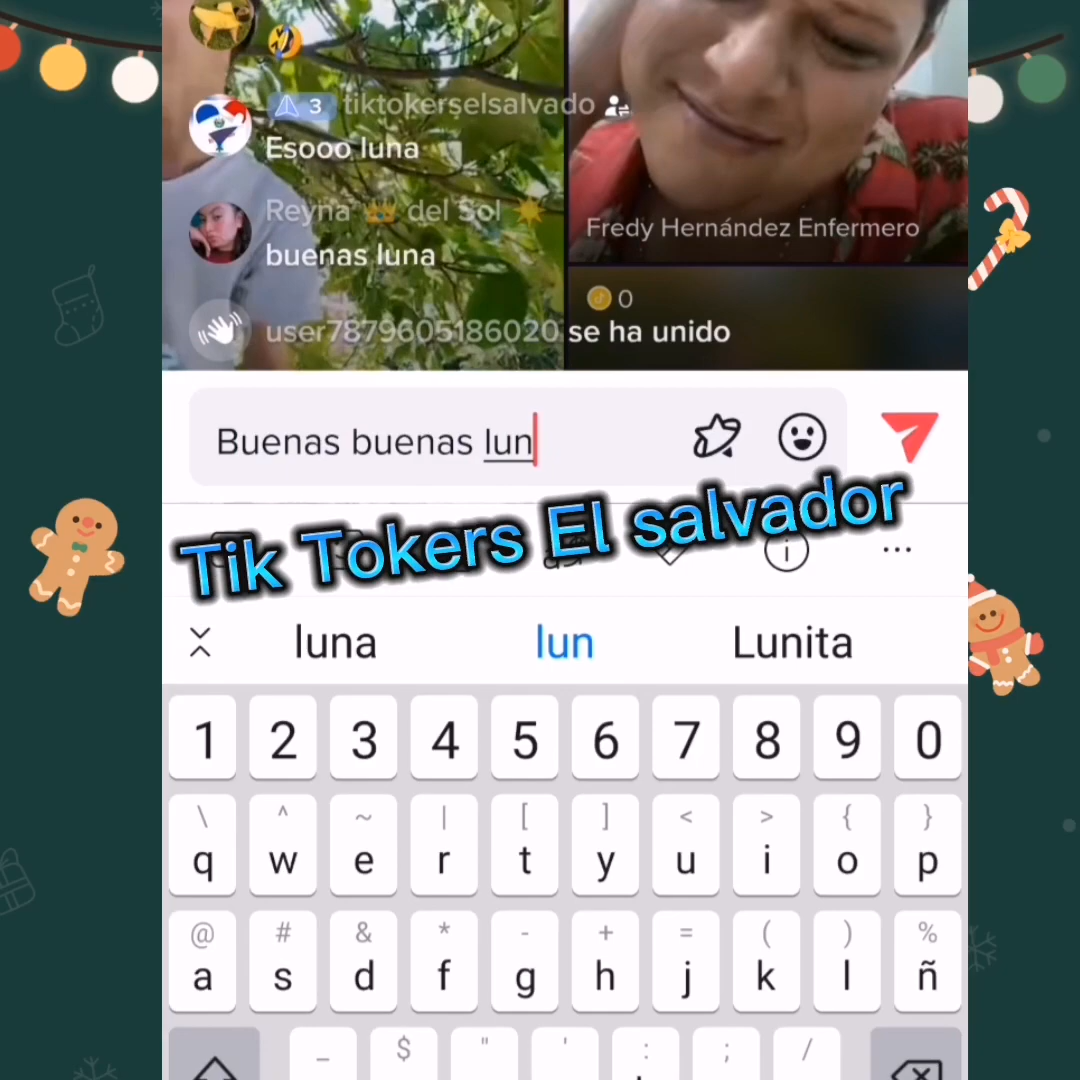 3 tiktokerselsalvado
Esooo luna
Reyna 👑 del Sol ☀️
buenas luna
user7879605186020 se ha unido
Fredy Hernández Enfermero
0
Buenas buenas lun
Tik Tokers El salvador
luna lun Lunita
1 2 3 4 5 6 7 8 9 0
\ ^ ~ | [ ] < > { }
q w e r t y u i o p
@ # & * - + = ( ) %
a s d f g h j k l ñ
_ $ " ' : ; /